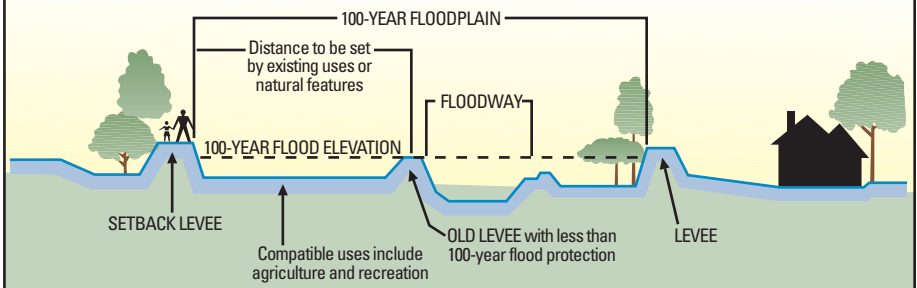 100-YEAR FLOODPLAIN
Distance to be set
by existing uses or
natural features
FLOODWAY
100-YEAR FLOOD ELEVATION
SETBACK LEVEE
Compatible uses include
agriculture and recreation
OLD LEVEE with less than
100-year flood protection
LEVEE